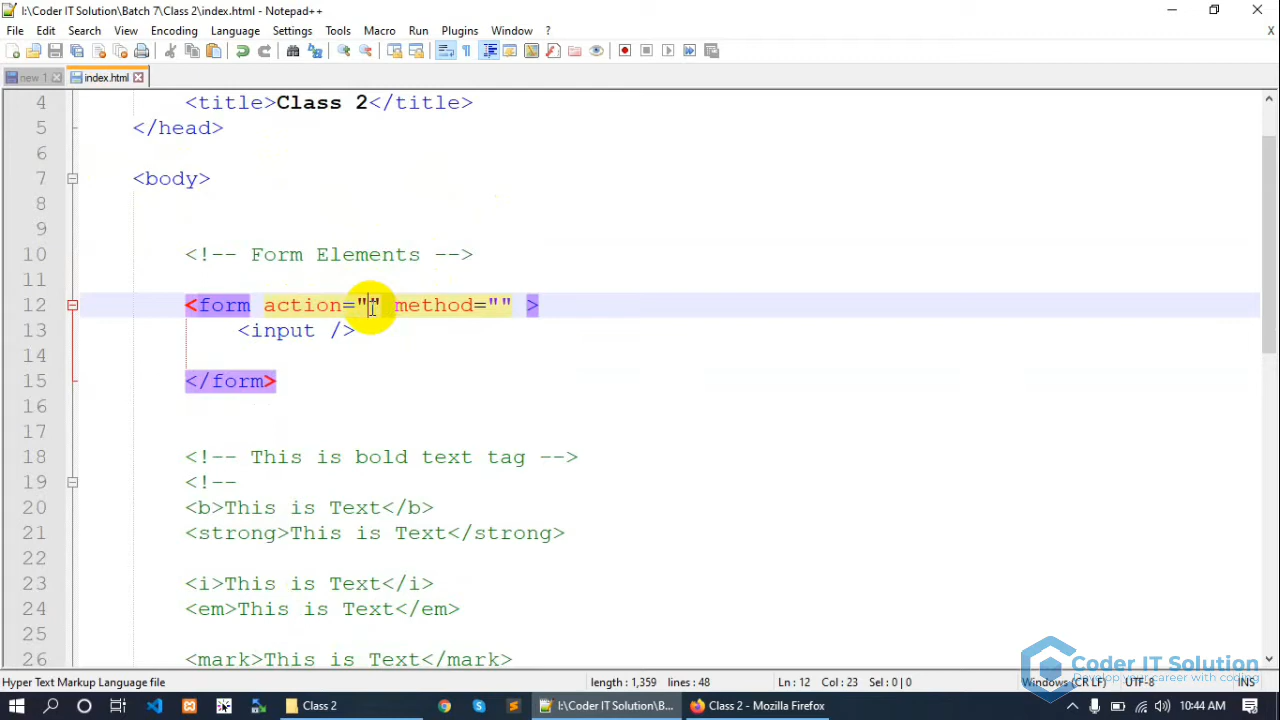 I:\Coder IT Solution\Batch 7\Class 2\index.html - Notepad++
File Edit Search View Encoding Language Settings Tools Macro Run Plugins Window ? X
new 1 index.html
4 <title>Class 2</title>
5 </head>
6
7 <body>
8
9
10 <!-- Form Elements -->
11
12 <form action="" method="" >
13 <input />
14
15 </form>
16
17
18 <!-- This is bold text tag -->
19 <!--
20 <b>This is Text</b>
21 <strong>This is Text</strong>
22
23 <i>This is Text</i>
24 <em>This is Text</em>
25
26 <mark>This is Text</mark>
Coder IT Solution
Develop your career with coding
Hyper Text Markup Language file length : 1,359 lines : 48 Ln : 12 Col : 23 Sel : 0 | 0 Windows (CR LF) UTF-8 INS
Class 2 I:\Coder IT Solution\B... Class 2 - Mozilla Firefox 10:44 AM